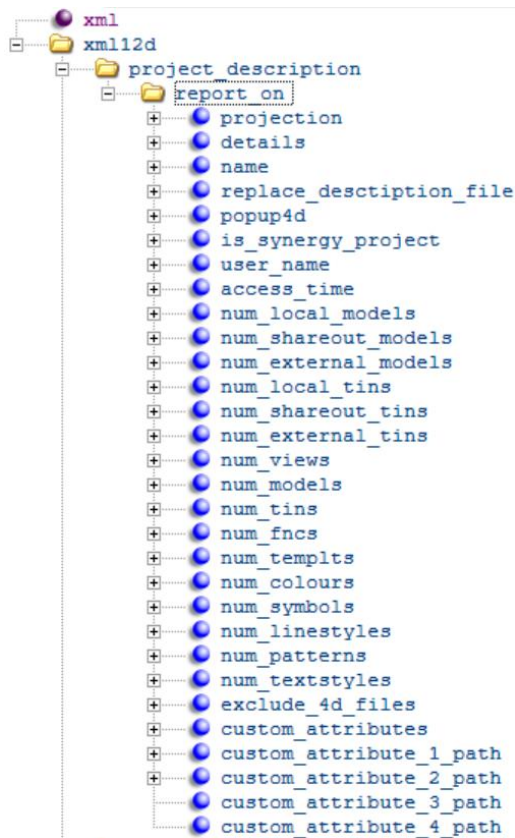 xml
xml12d
project_description
report_on
projection
details
name
replace_desctiption_file
popup4d
is_synergy_project
user_name
access_time
num_local_models
num_shareout_models
num_external_models
num_local_tins
num_shareout_tins
num_external_tins
num_views
num_models
num_tins
num_fncs
num_templts
num_colours
num_symbols
num_linestyles
num_patterns
num_textstyles
exclude_4d_files
custom_attributes
custom_attribute_1_path
custom_attribute_2_path
custom_attribute_3_path
custom_attribute_4_path